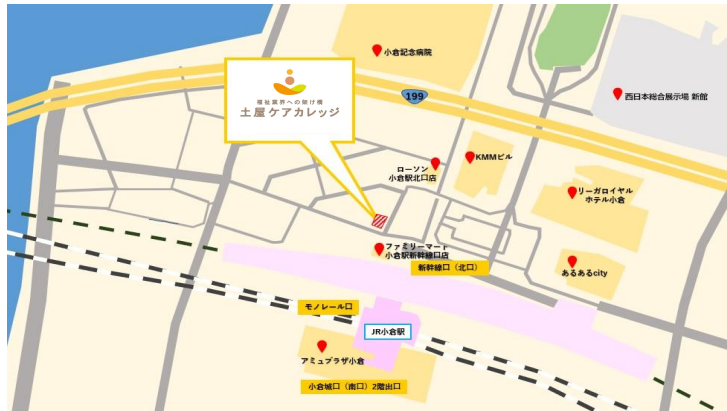 小倉記念病院
199
西日本総合展示場 新館
福祉業界への架け橋
土屋ケアカレッジ
ローソン
小倉駅北口店
KMMビル
リーガロイヤル
ホテル小倉
ファミリーマート
小倉駅新幹線口店
新幹線口（北口）
あるあるcity
モノレール口
JR小倉駅
アミュプラザ小倉
小倉城口（南口）2階出口